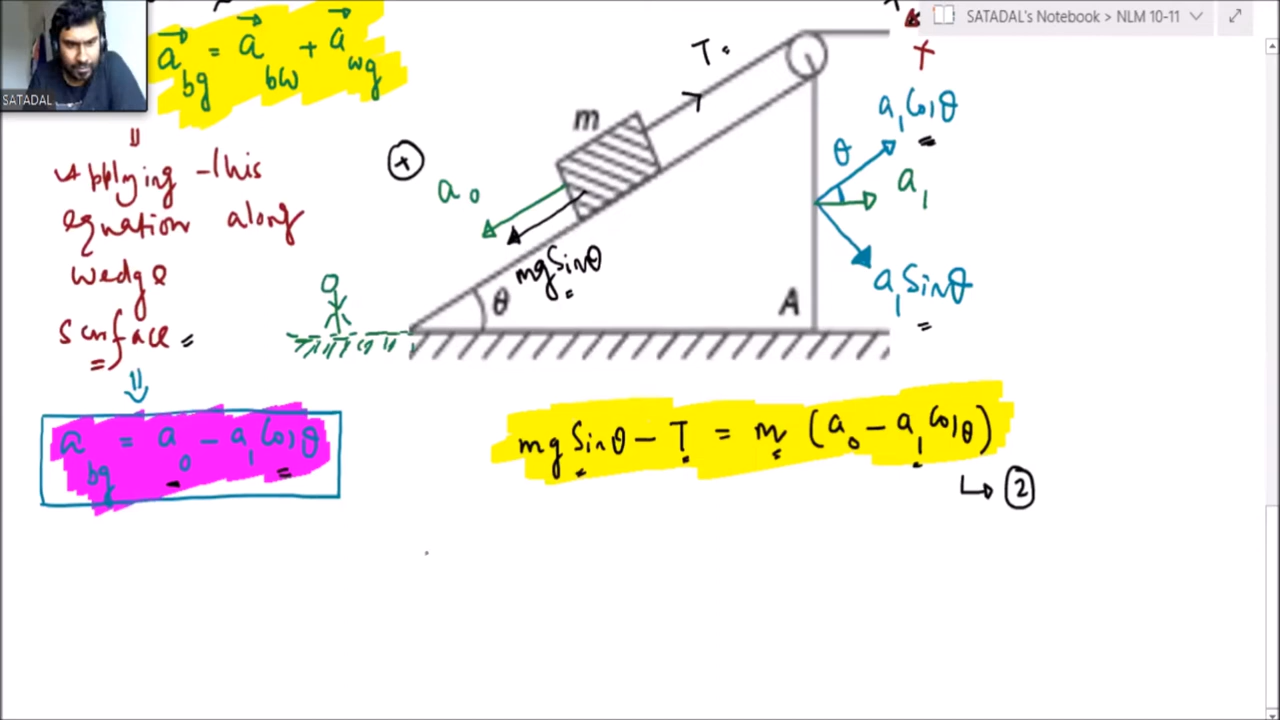 SATADAL's Notebook > NLM 10-11
SATADAL
a bg = a bw + a wg
Applying this
equation along
wedge
surface
a bg = a0 - a1 Cosθ
T
m
+
a0
mg Sinθ
θ
A
T
a1 Cosθ
θ
a1
a1 Sinθ
mg Sinθ - T = m (a0 - a1 Cosθ)
↳ 2